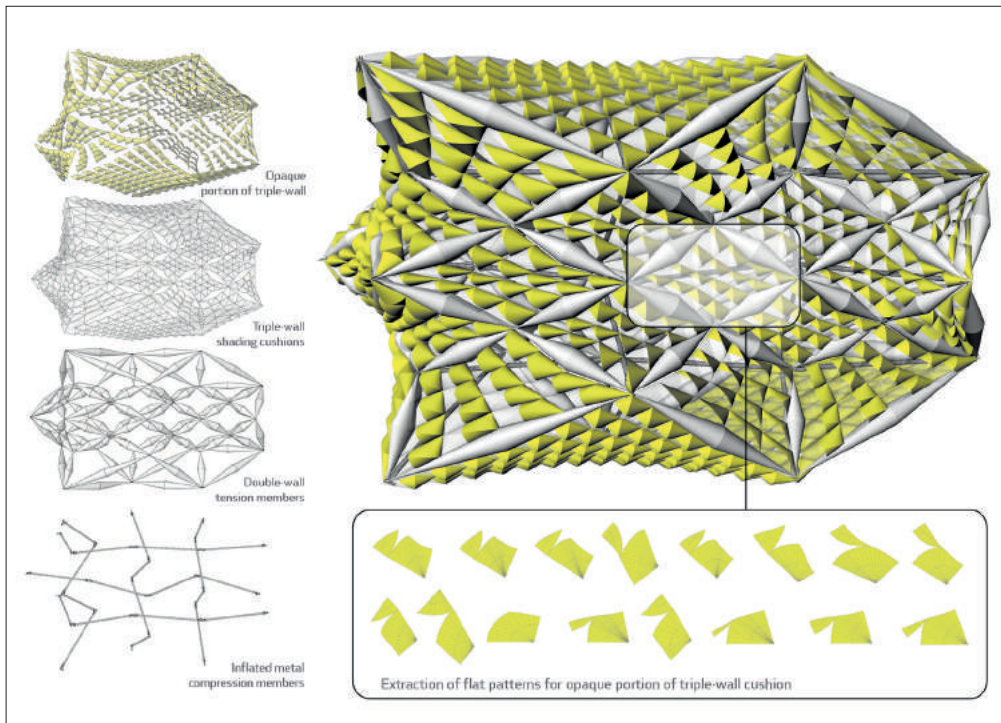 Opaque
portion of triple-wall
Triple-wall
shading cushions
Double-wall
tension members
Inflated metal
compression members
Extraction of flat patterns for opaque portion of triple-wall cushion